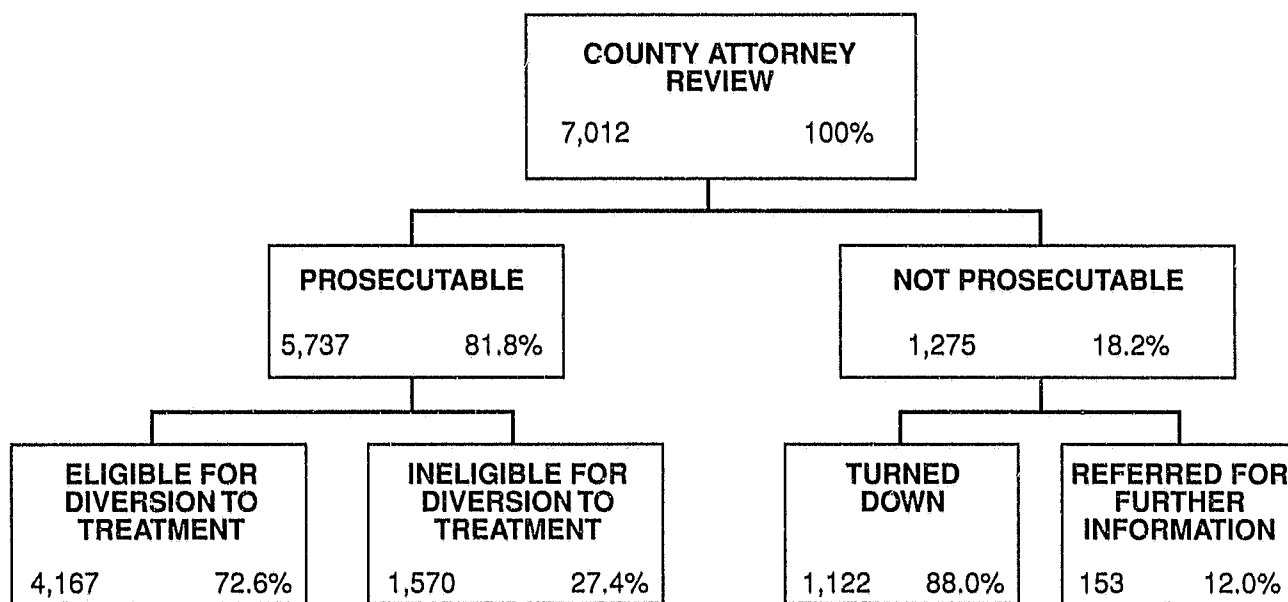 COUNTY ATTORNEY
REVIEW
7,012 100%
PROSECUTABLE
5,737 81.8%
NOT PROSECUTABLE
1,275 18.2%
ELIGIBLE FOR
DIVERSION TO
TREATMENT
4,167 72.6%
INELIGIBLE FOR
DIVERSION TO
TREATMENT
1,570 27.4%
TURNED
DOWN
1,122 88.0%
REFERRED FOR
FURTHER
INFORMATION
153 12.0%